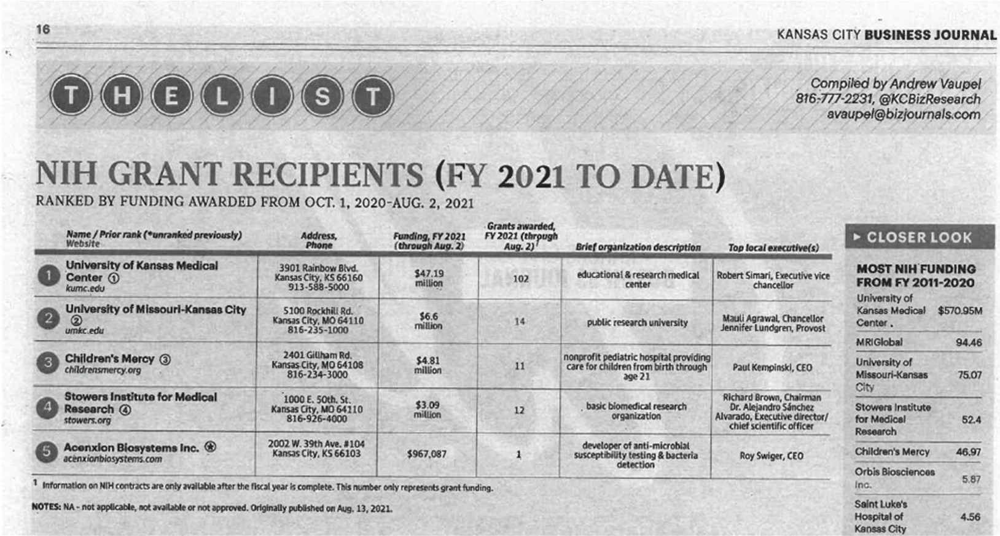 16
KANSAS CITY BUSINESS JOURNAL
THE LIST
Compiled by Andrew Vaupel
816-777-2231, @KCBizResearch
avaupel@bizjournals.com
NIH GRANT RECIPIENTS (FY 2021 TO DATE)
RANKED BY FUNDING AWARDED FROM OCT. 1, 2020-AUG. 2, 2021
Name / Prior rank (*unranked previously)
Website
Address,
Phone
Funding, FY 2021
(through Aug. 2)
Grants awarded,
FY 2021 (through
Aug. 2)¹
Brief organization description
Top local executive(s)
1
University of Kansas Medical
Center ①
kumc.edu
3901 Rainbow Blvd.
Kansas City, KS 66160
913-588-5000
$47.19
million
102
educational & research medical
center
Robert Simari, Executive vice
chancellor
2
University of Missouri-Kansas City
②
umkc.edu
5100 Rockhill Rd.
Kansas City, MO 64110
816-235-1000
$6.6
million
14
public research university
Mauli Agrawal, Chancellor
Jennifer Lundgren, Provost
3
Children's Mercy ③
childrensmercy.org
2401 Gillham Rd.
Kansas City, MO 64108
816-234-3000
$4.81
million
11
nonprofit pediatric hospital providing
care for children from birth through
age 21
Paul Kempinski, CEO
4
Stowers Institute for Medical
Research ④
stowers.org
1000 E. 50th. St.
Kansas City, MO 64110
816-926-4000
$3.09
million
12
basic biomedical research
organization
Richard Brown, Chairman
Dr. Alejandro Sánchez
Alvarado, Executive director/
chief scientific officer
5
Acenxion Biosystems Inc. ⊛
acenxionbiosystems.com
2002 W. 39th Ave. #104
Kansas City, KS 66103
$967,087
1
developer of anti-microbial
susceptibility testing & bacteria
detection
Roy Swiger, CEO
¹ Information on NIH contracts are only available after the fiscal year is complete. This number only represents grant funding.
NOTES: NA - not applicable, not available or not approved. Originally published on Aug. 13, 2021.
▶ CLOSER LOOK
MOST NIH FUNDING
FROM FY 2011-2020
University of
Kansas Medical $570.95M
Center
MRIGlobal 94.46
University of
Missouri-Kansas 75.07
City
Stowers Institute
for Medical 52.4
Research
Children's Mercy 46.97
Orbis Biosciences
Inc. 5.87
Saint Luke's
Hospital of 4.56
Kansas City